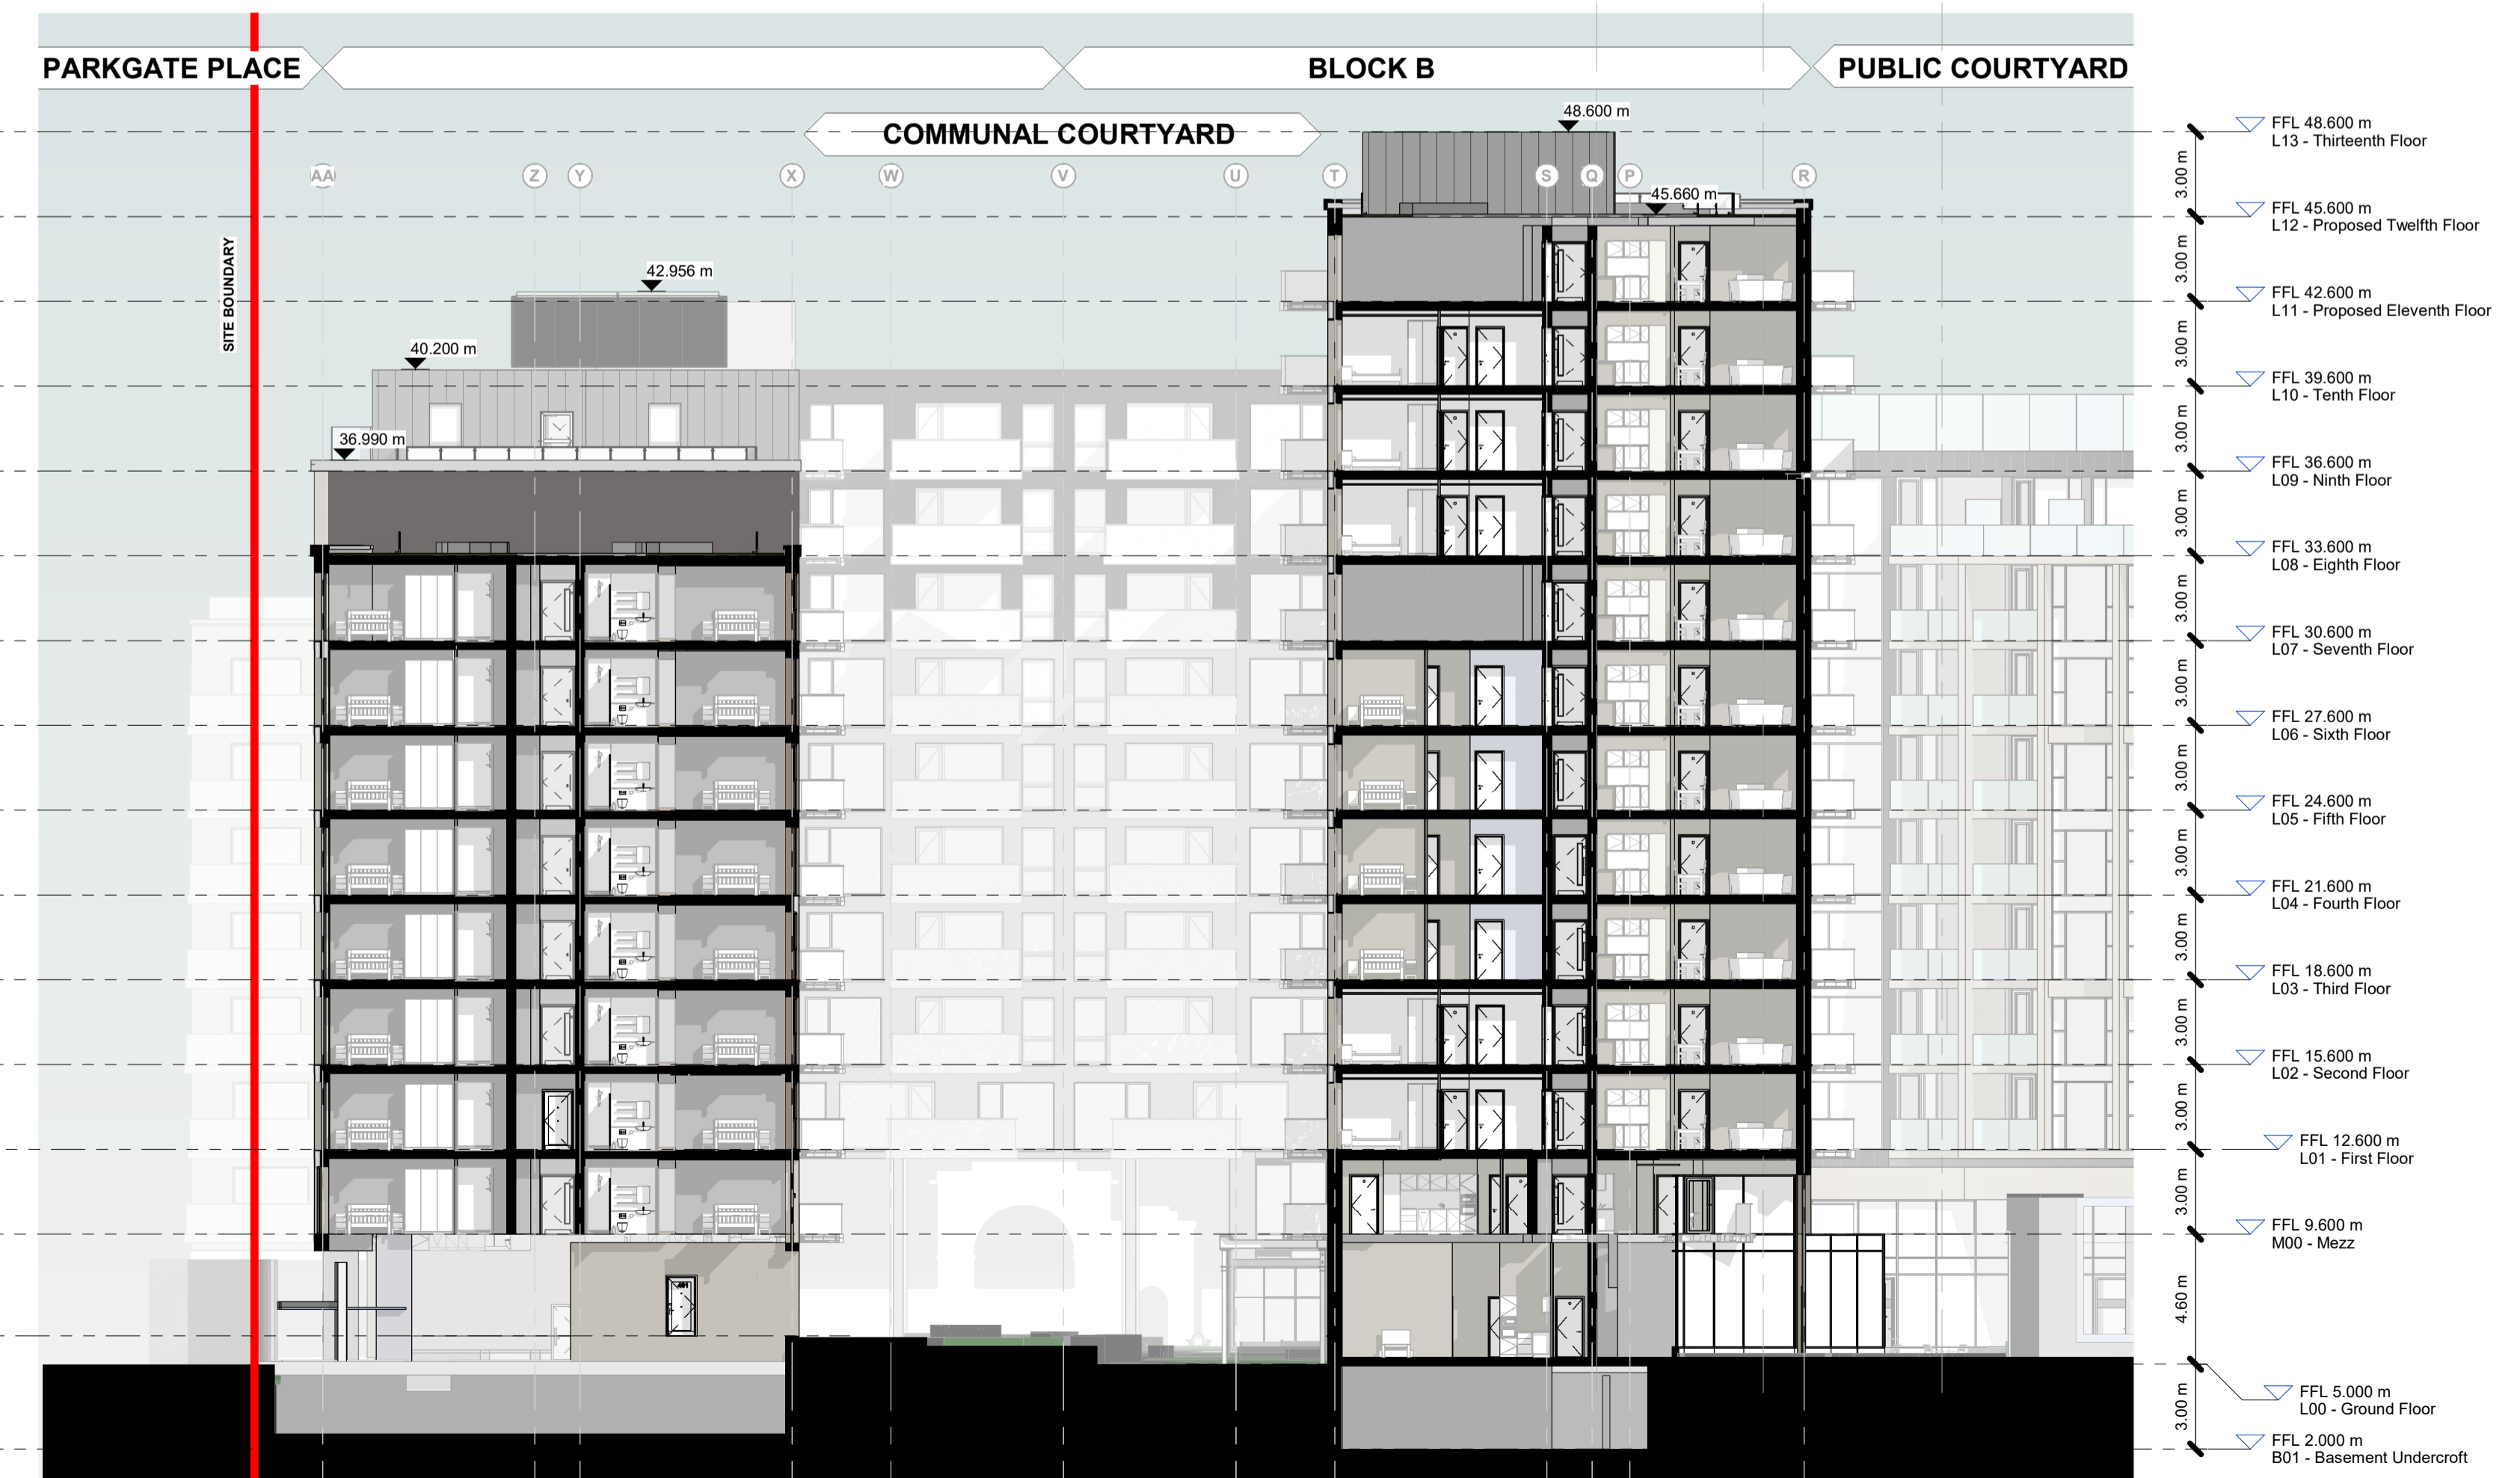 PARKGATE PLACE
BLOCK B
PUBLIC COURTYARD
COMMUNAL COURTYARD
48.600 m
45.660 m
42.956 m
40.200 m
36.990 m
SITE BOUNDARY
AA
Z
Y
X
W
V
U
T
S
Q
P
R
FFL 48.600 m
L13 - Thirteenth Floor
3.00 m
FFL 45.600 m
L12 - Proposed Twelfth Floor
3.00 m
FFL 42.600 m
L11 - Proposed Eleventh Floor
3.00 m
FFL 39.600 m
L10 - Tenth Floor
3.00 m
FFL 36.600 m
L09 - Ninth Floor
3.00 m
FFL 33.600 m
L08 - Eighth Floor
3.00 m
FFL 30.600 m
L07 - Seventh Floor
3.00 m
FFL 27.600 m
L06 - Sixth Floor
3.00 m
FFL 24.600 m
L05 - Fifth Floor
3.00 m
FFL 21.600 m
L04 - Fourth Floor
3.00 m
FFL 18.600 m
L03 - Third Floor
3.00 m
FFL 15.600 m
L02 - Second Floor
3.00 m
FFL 12.600 m
L01 - First Floor
3.00 m
FFL 9.600 m
M00 - Mezz
4.60 m
FFL 5.000 m
L00 - Ground Floor
3.00 m
FFL 2.000 m
B01 - Basement Undercroft